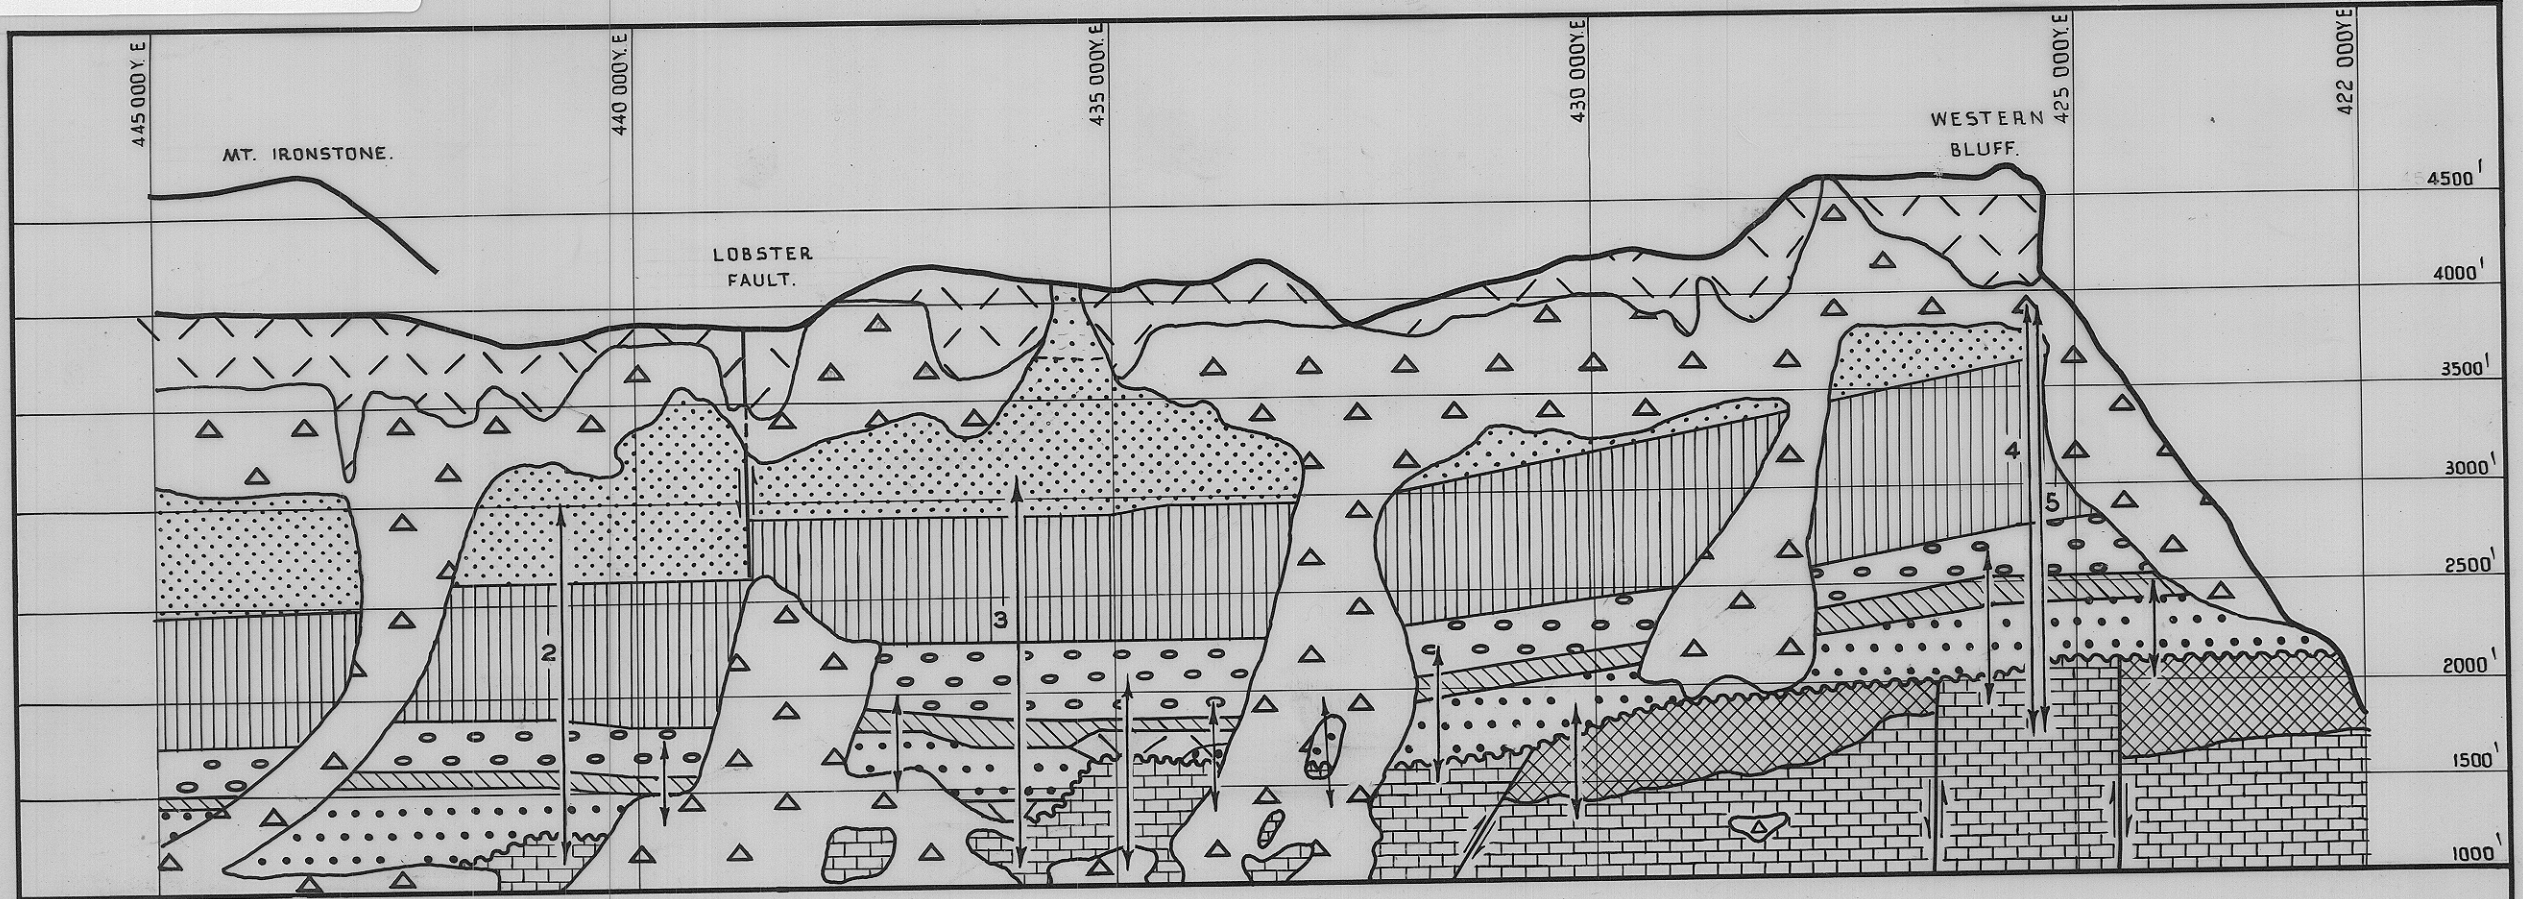 445 000Y. E
440 000Y. E
435 000Y. E
430 000Y.E
425 000Y.E
422 000Y E
MT. IRONSTONE.
LOBSTER
FAULT.
WESTERN
BLUFF.
4500'
4000'
3500'
3000'
2500'
2000'
1500'
1000'
2
3
4
5